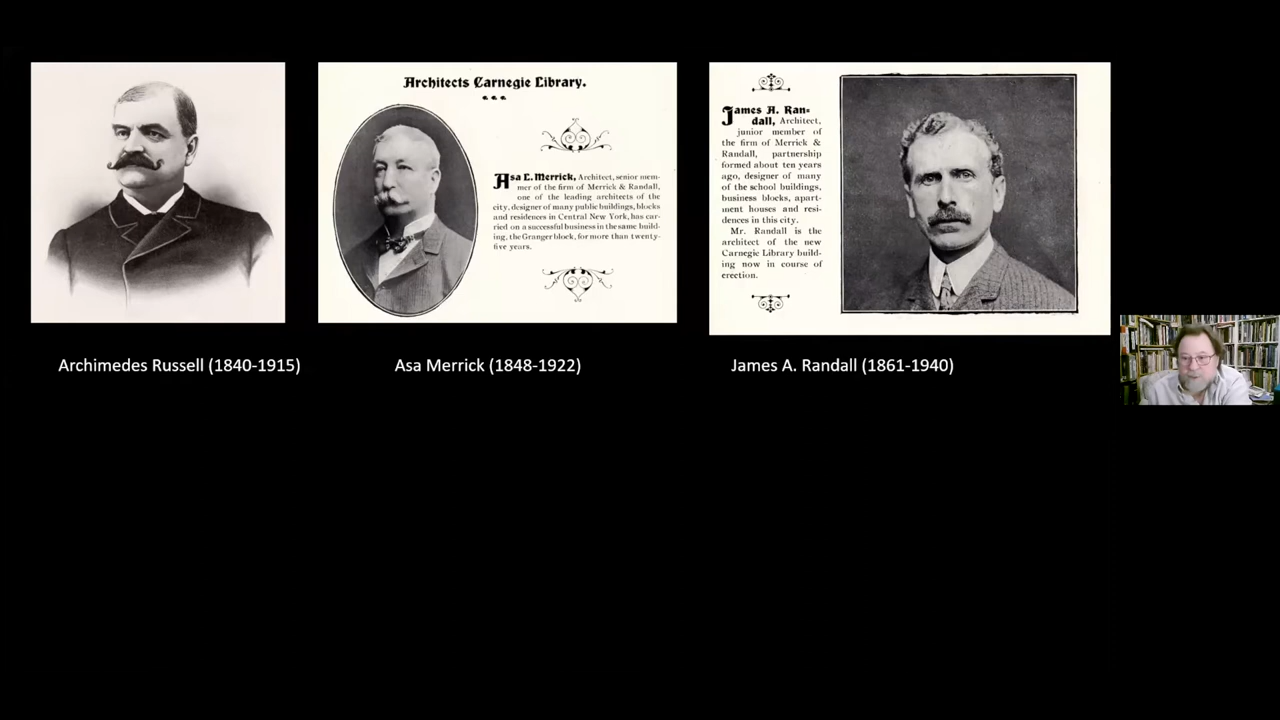 Architects Carnegie Library.
Asa L. Merrick, Architect, senior mem-
mer of the firm of Merrick & Randall,
one of the leading architects of the
city, designer of many public buildings, blocks
and residences in Central New York, has car-
ried on a successful business in the same build-
ing, the Granger block, for more than twenty-
five years.
James A. Ran-
dall, Architect,
junior member of
the firm of Merrick &
Randall, partnership
formed about ten years
ago, designer of many
of the school buildings,
business blocks, apart-
ment houses and resi-
dences in this city.
Mr. Randall is the
architect of the new
Carnegie Library build-
ing now in course of
erection.
Archimedes Russell (1840-1915)
Asa Merrick (1848-1922)
James A. Randall (1861-1940)